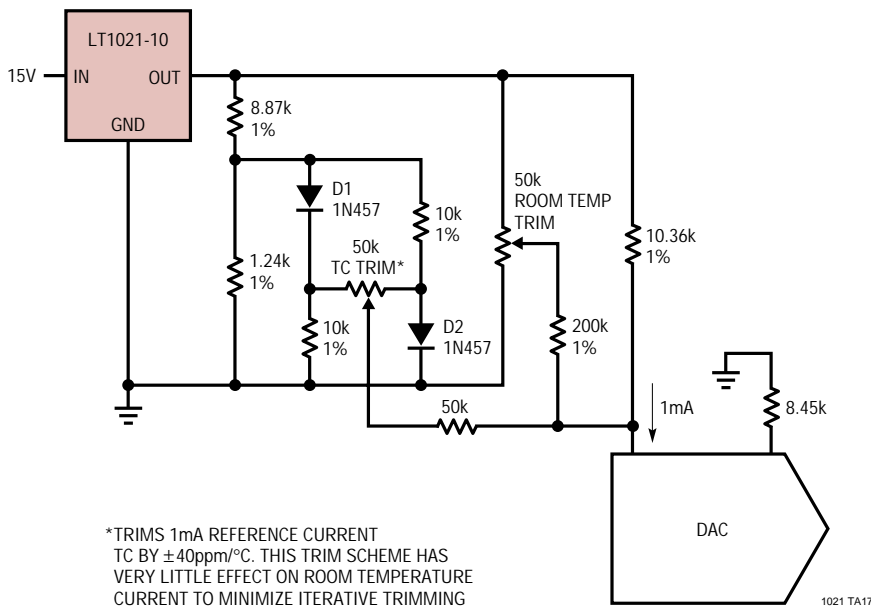 LT1021-10
15V
IN
OUT
GND
8.87k
1%
D1
1N457
10k
1%
50k
ROOM TEMP
TRIM
10.36k
1%
1.24k
1%
50k
TC TRIM*
10k
1%
D2
1N457
200k
1%
50k
1mA
8.45k
DAC
*TRIMS 1mA REFERENCE CURRENT
TC BY ±40ppm/°C. THIS TRIM SCHEME HAS
VERY LITTLE EFFECT ON ROOM TEMPERATURE
CURRENT TO MINIMIZE ITERATIVE TRIMMING
1021 TA17